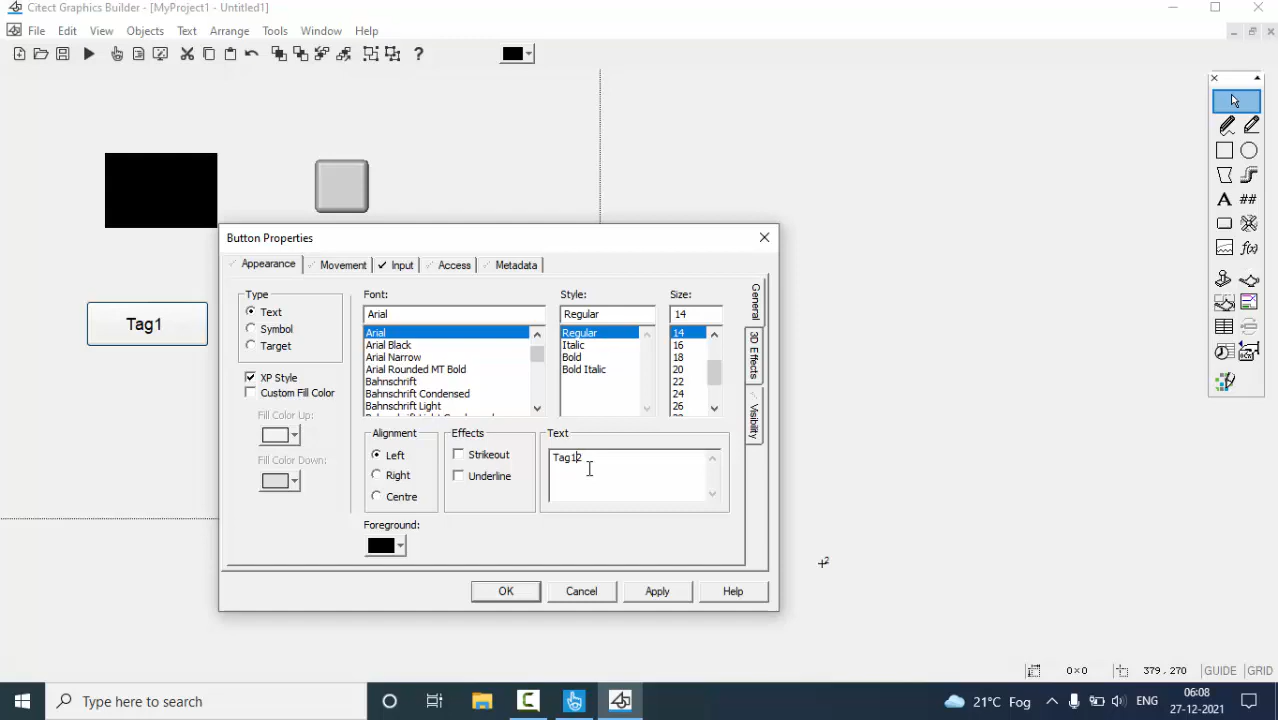 Citect Graphics Builder - [MyProject1 - Untitled1]
File Edit View Objects Text Arrange Tools Window Help
Button Properties
Appearance Movement Input Access Metadata
Type
Text
Symbol
Target
XP Style
Custom Fill Color
Fill Color Up:
Fill Color Down:
Font:
Arial
Arial
Arial Black
Arial Narrow
Arial Rounded MT Bold
Bahnschrift
Bahnschrift Condensed
Bahnschrift Light
Style:
Regular
Regular
Italic
Bold
Bold Italic
Size:
14
14
16
18
20
22
24
26
General
3D Effects
Visibility
Tag1
Alignment
Left
Right
Centre
Effects
Strikeout
Underline
Text
Tag12
Foreground:
OK Cancel Apply Help
A ##
f(x)
2
0×0 379, 270 GUIDE GRID
Type here to search
21°C Fog
ENG
06:08
27-12-2021